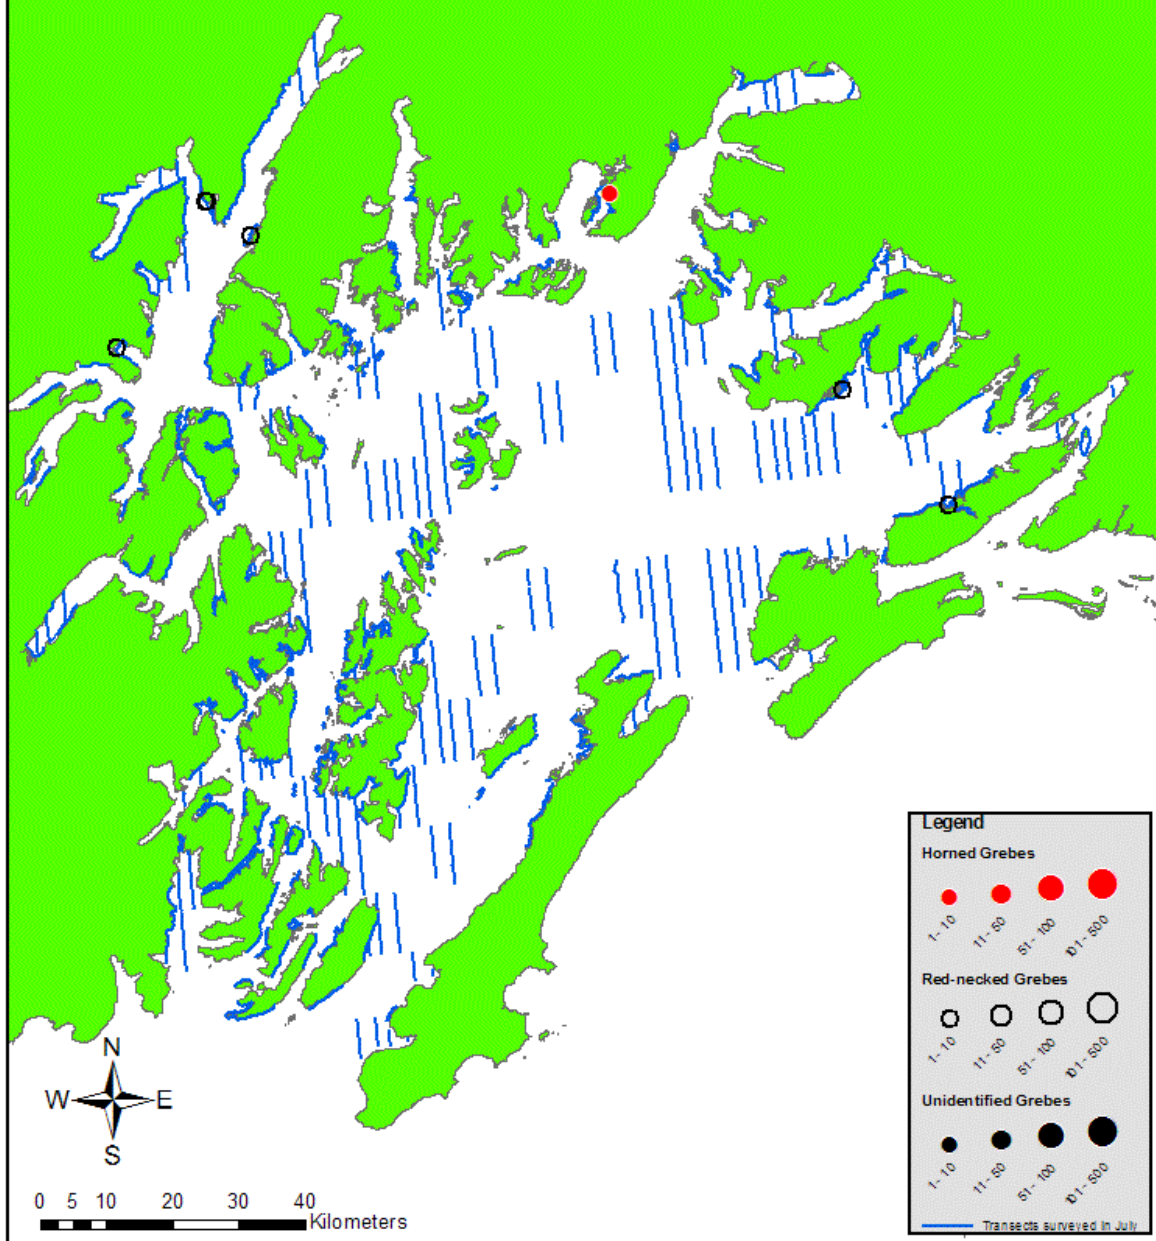 N
W E
S
0 5 10 20 30 40
Kilometers
Legend
Horned Grebes
1 - 10 11 - 50 51 - 100 101 - 500
Red-necked Grebes
1 - 10 11 - 50 51 - 100 101 - 500
Unidentified Grebes
1 - 10 11 - 50 51 - 100 101 - 500
Transects surveyed in July